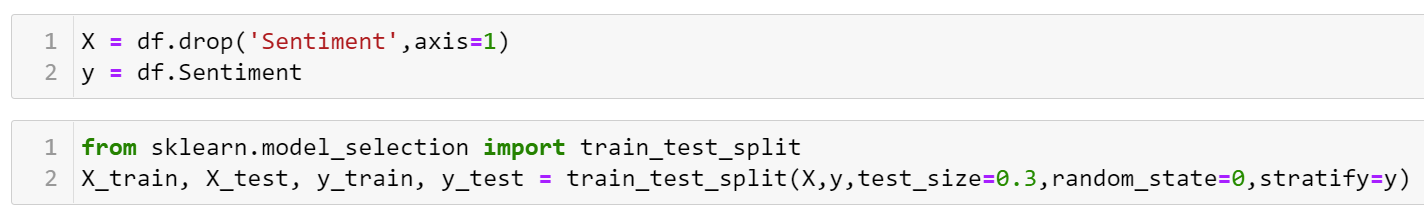 1 X = df.drop('Sentiment',axis=1)
2 y = df.Sentiment
1 from sklearn.model_selection import train_test_split
2 X_train, X_test, y_train, y_test = train_test_split(X,y,test_size=0.3,random_state=0,stratify=y)